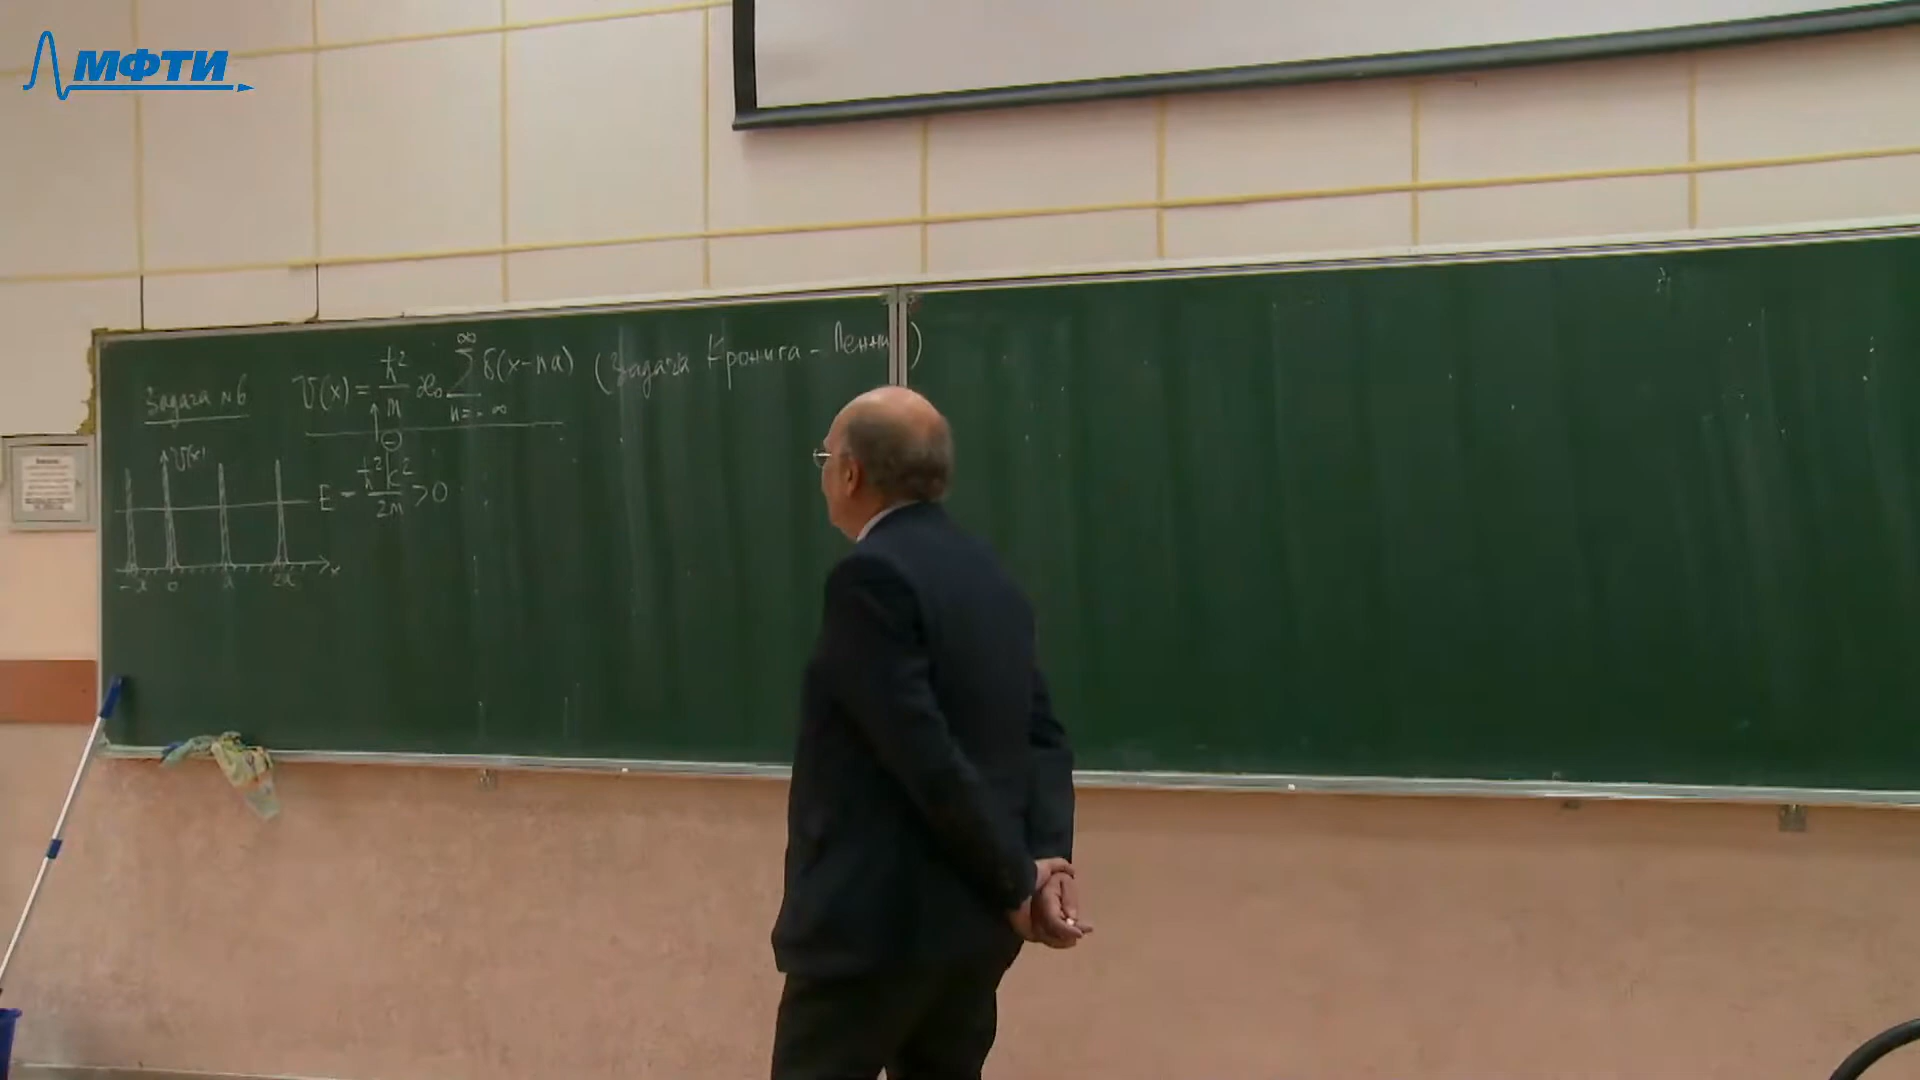 МФТИ
Задача №6
U(x) = ħ²/m æ₀ ∑ₙ₌₋∞^∞ δ(x-na) (Задача Кронига - Пенни)
↑ ⊖
U(x)
E = ħ²k²/2m >0
-a 0 a 2a x